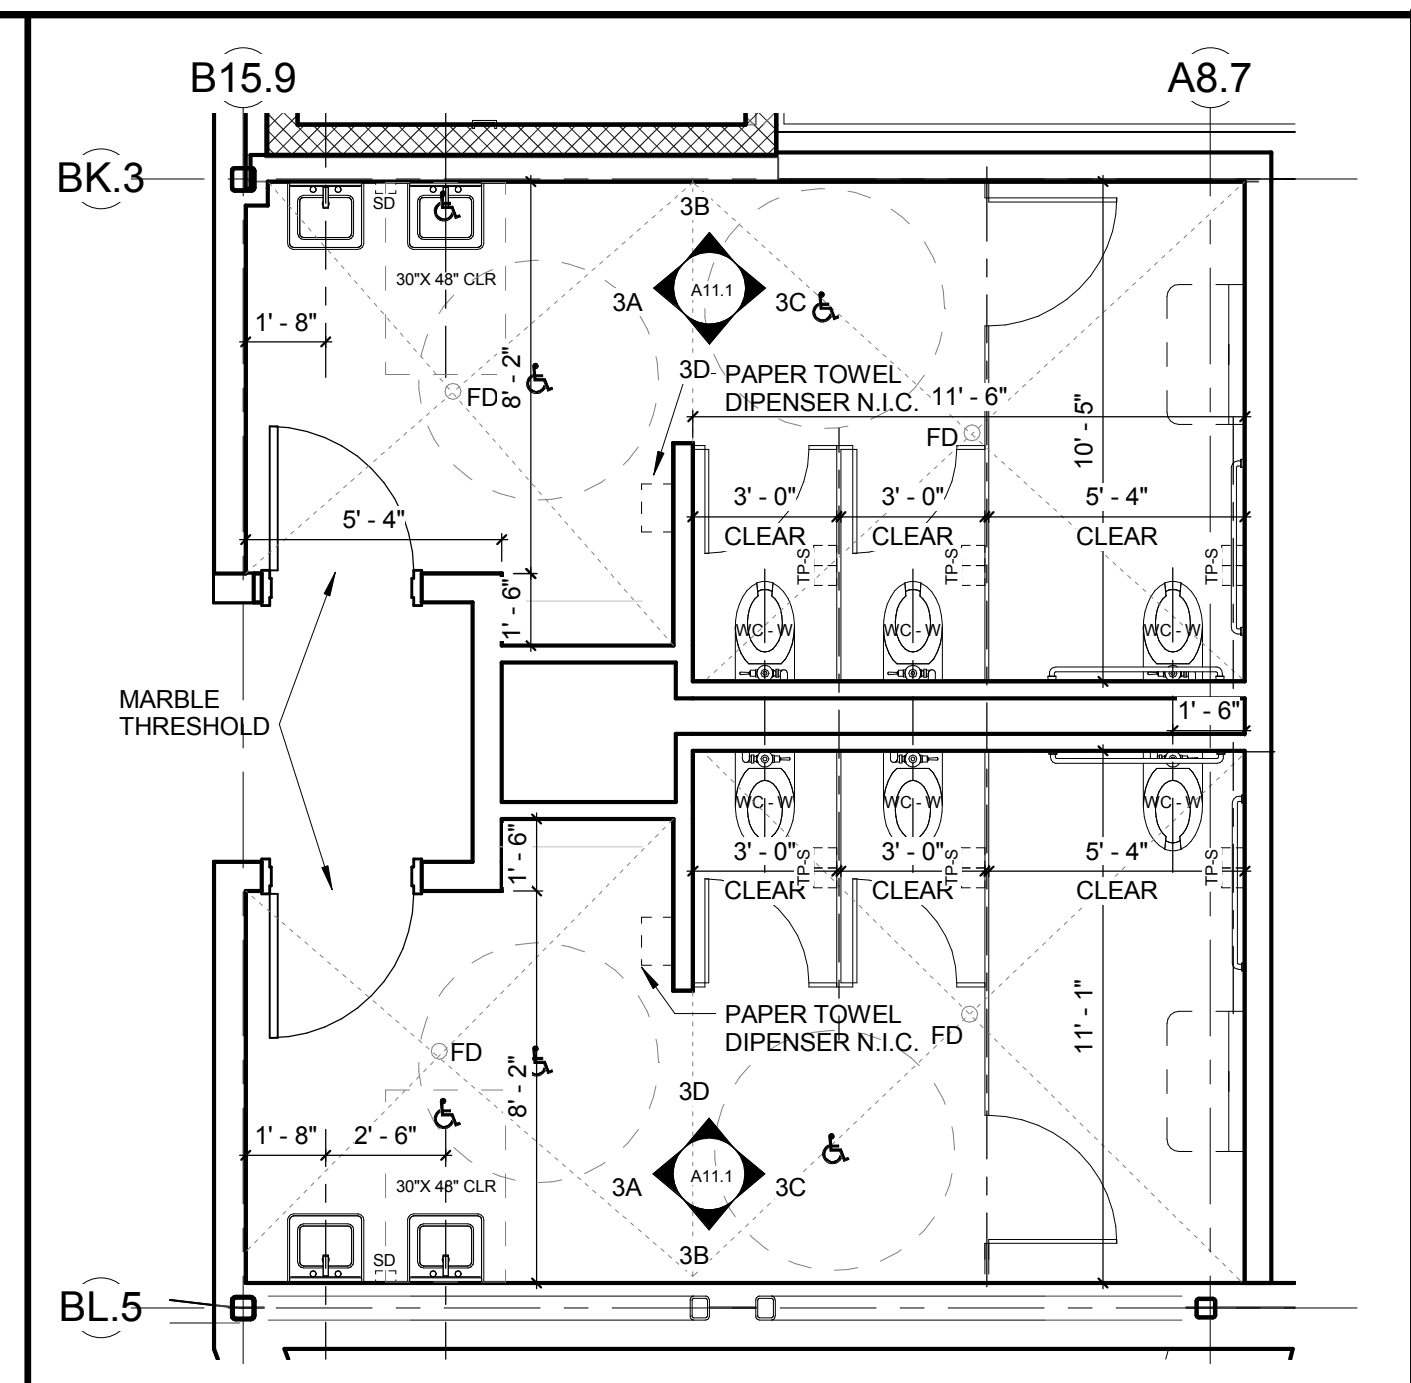 B15.9
A8.7
BK.3
SD
3B
30"X 48" CLR
A11.1
3A
3C
1' - 8"
8' - 2"
3D
PAPER TOWEL
DIPENSER N.I.C.
11' - 6"
FD
FD
10' - 5"
3' - 0"
CLEAR
3' - 0"
CLEAR
5' - 4"
CLEAR
5' - 4"
TP-S
TP-S
TP-S
1' - 6"
WC - W
WC - W
WC - W
MARBLE
THRESHOLD
1' - 6"
WC - W
WC - W
WC - W
1' - 6"
3' - 0"
CLEAR
3' - 0"
CLEAR
5' - 4"
CLEAR
TP-S
TP-S
TP-S
PAPER TOWEL
DIPENSER N.I.C.
FD
11' - 1"
FD
8' - 2"
3D
1' - 8"
2' - 6"
30"X 48" CLR
3A
A11.1
3C
3B
SD
BL.5